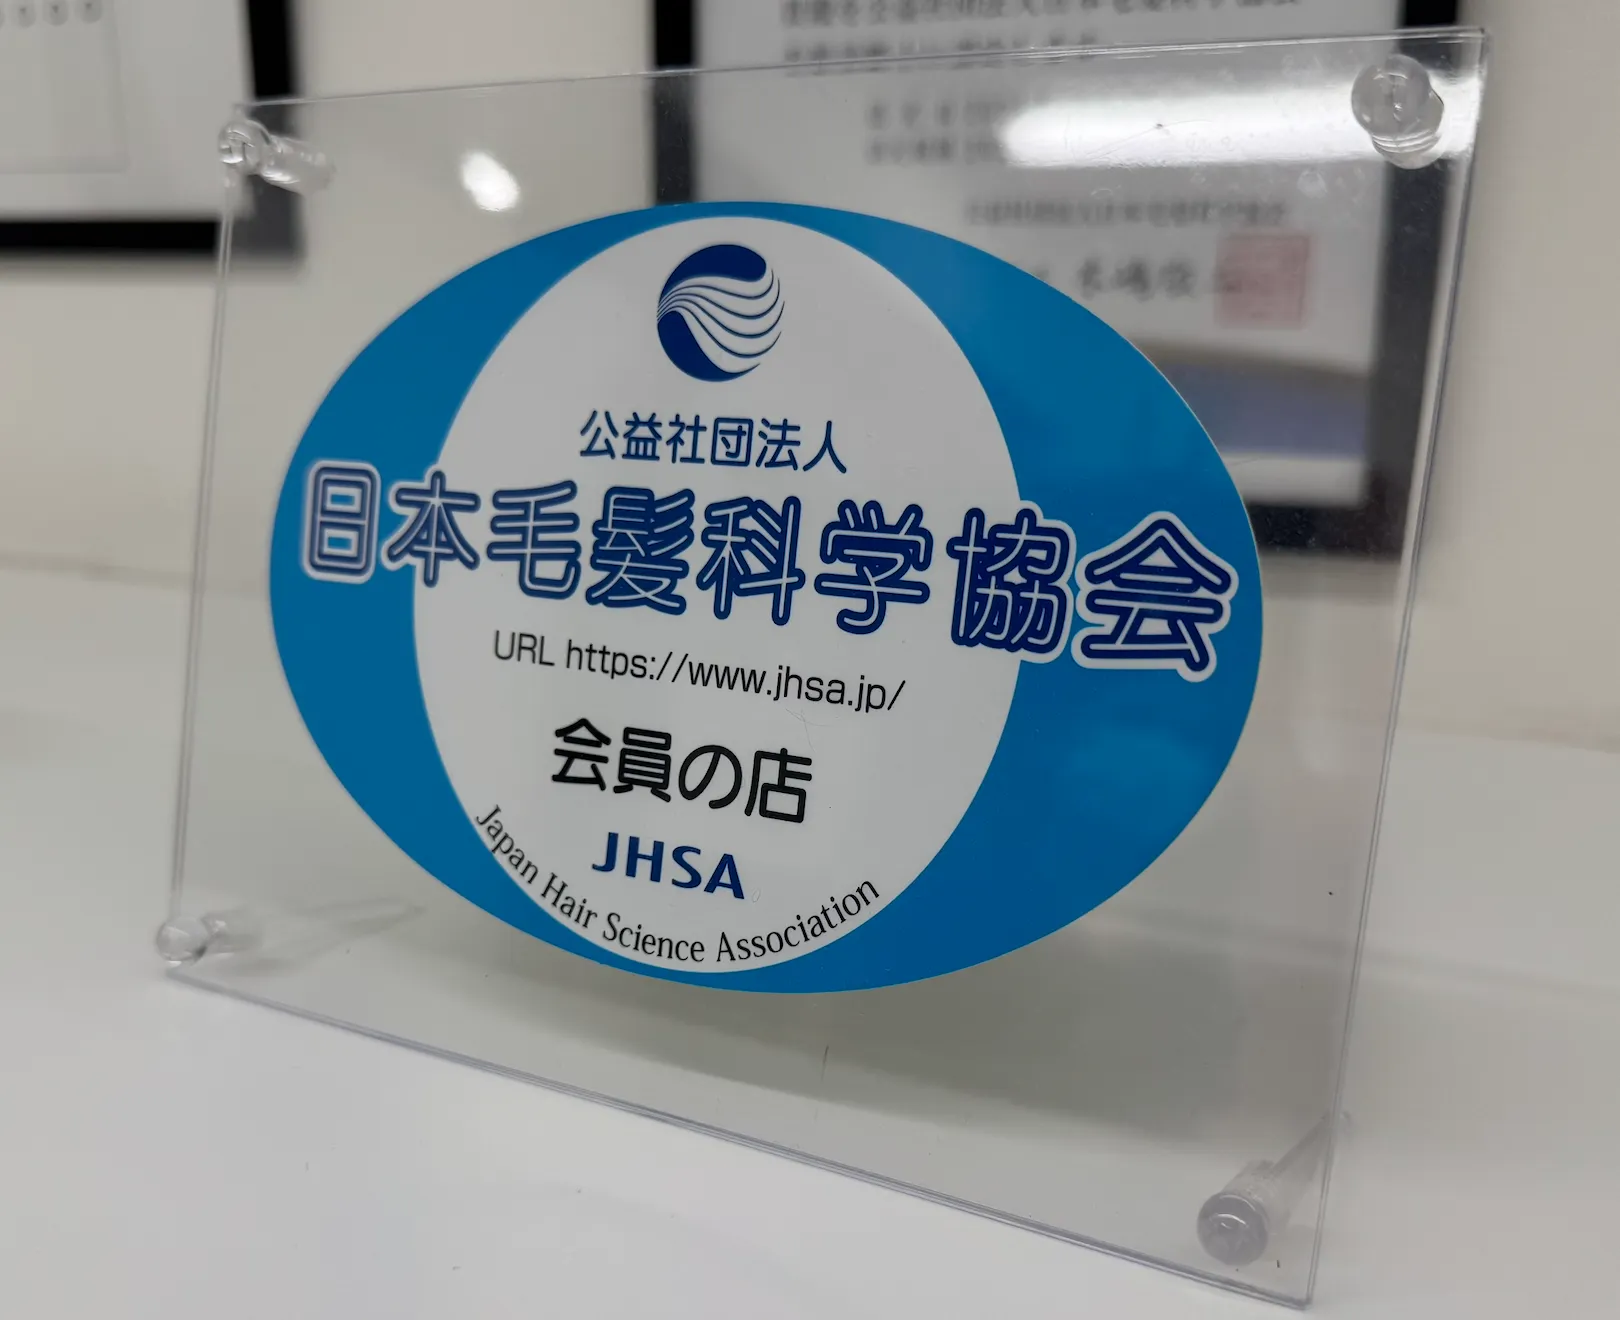 公益社団法人
日本毛髪科学協会
URL https://www.jhsa.jp/
会員の店
JHSA
Japan Hair Science Association